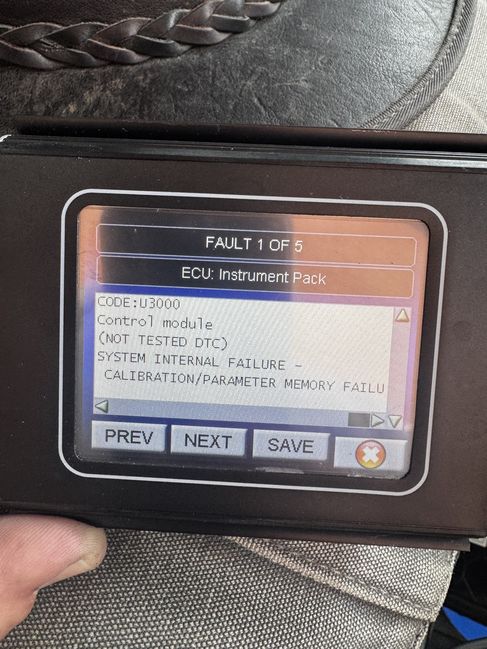 FAULT 1 OF 5
ECU: Instrument Pack
CODE:U3000
Control module
(NOT TESTED DTC)
SYSTEM INTERNAL FAILURE -
CALIBRATION/PARAMETER MEMORY FAILU
PREV NEXT SAVE